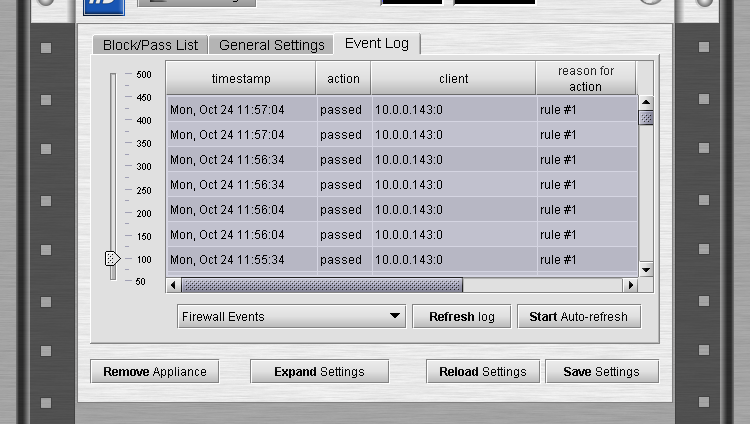 Block/Pass List General Settings Event Log
500
450
400
350
300
250
200
150
100
50
timestamp action client reason for action
Mon, Oct 24 11:57:04 passed 10.0.0.143:0 rule #1
Mon, Oct 24 11:57:04 passed 10.0.0.143:0 rule #1
Mon, Oct 24 11:56:34 passed 10.0.0.143:0 rule #1
Mon, Oct 24 11:56:34 passed 10.0.0.143:0 rule #1
Mon, Oct 24 11:56:04 passed 10.0.0.143:0 rule #1
Mon, Oct 24 11:56:04 passed 10.0.0.143:0 rule #1
Mon, Oct 24 11:55:34 passed 10.0.0.143:0 rule #1
Firewall Events Refresh log Start Auto-refresh
Remove Appliance Expand Settings Reload Settings Save Settings